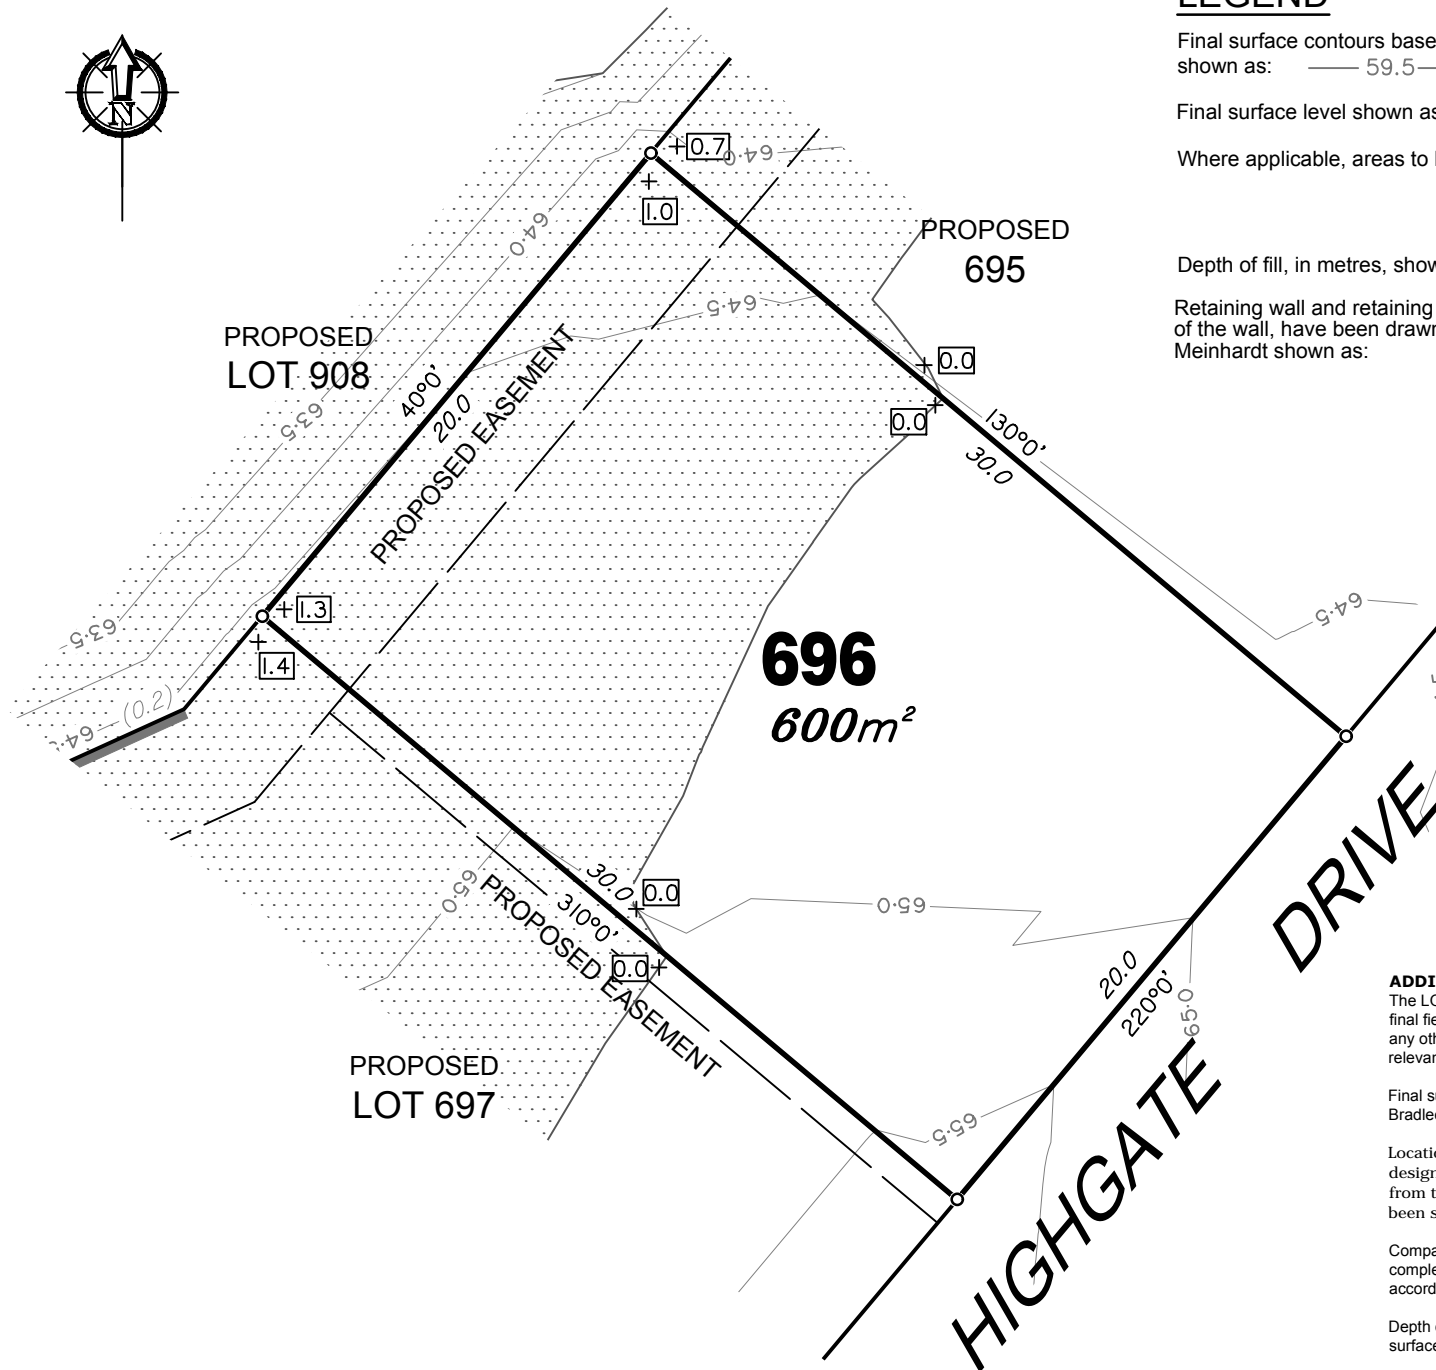 LEGEND
Final surface contours base
shown as: 59.5
Final surface level shown as
Where applicable, areas to
Depth of fill, in metres, show
Retaining wall and retaining
of the wall, have been drawn
Meinhardt shown as:
N
0.7
64.0
1.0
64.0
PROPOSED
695
64.5
PROPOSED
LOT 908
63.5
40°0'
20.0
PROPOSED EASEMENT
0.0
0.0
130°0'
30.0
1.3
1.4
63.5
(0.2)
64.5
696
600m²
65.0
30.0
310°0'
PROPOSED EASEMENT
0.0
0.0
65.0
20.0
220°0'
65.0
65.5
PROPOSED
LOT 697
HIGHGATE DRIVE
ADDI
The LO
final fie
any oth
relevan
Final su
Bradle
Locatio
design
from t
been s
Compa
comple
accord
Depth
surface